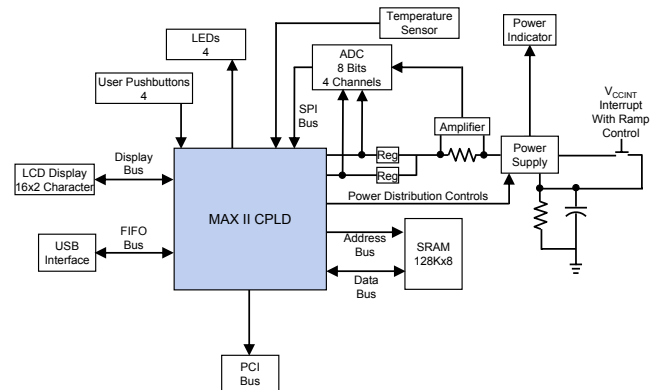 Temperature
Sensor
Power
Indicator
LEDs
4
ADC
8 Bits
4 Channels
User Pushbuttons
4
SPI
Bus
VCCINT
Interrupt
With Ramp
Control
Amplifier
Reg
Reg
Power
Supply
LCD Display
16x2 Character
Display
Bus
Power Distribution Controls
MAX II CPLD
USB
Interface
FIFO
Bus
Address
Bus
SRAM
128Kx8
Data
Bus
PCI
Bus